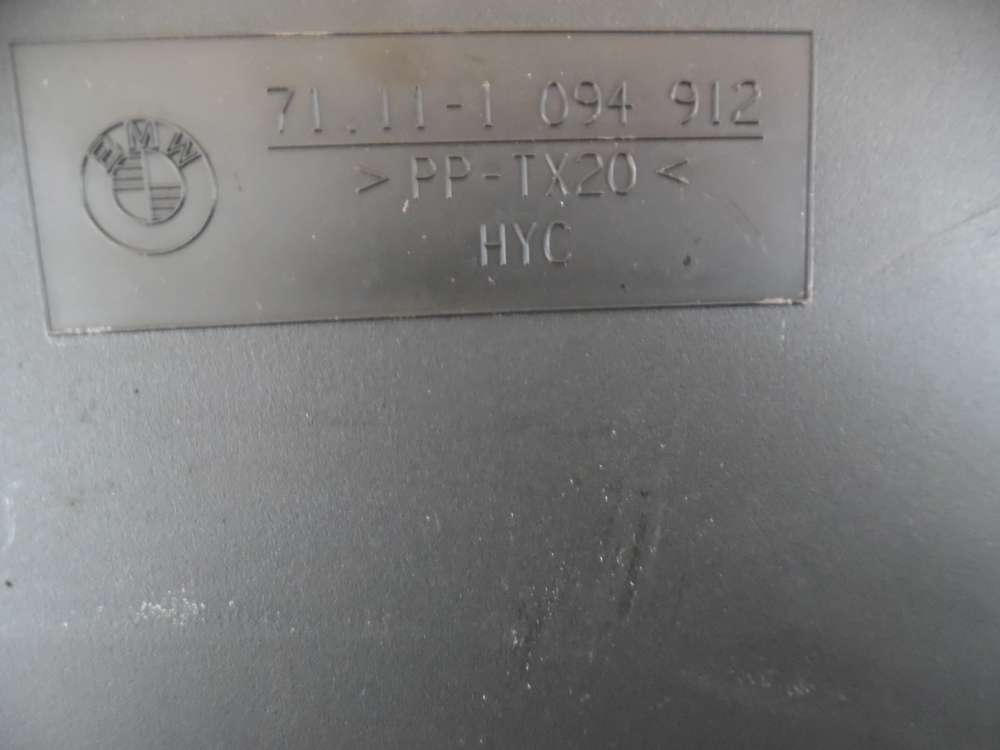 BMW
71.11-1 094 912
> PP-TX20 <
HYC